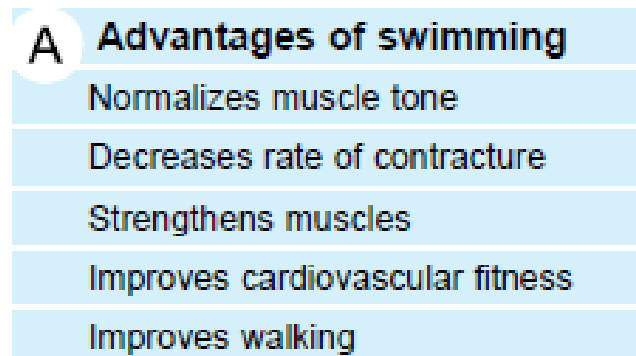 A Advantages of swimming
Normalizes muscle tone
Decreases rate of contracture
Strengthens muscles
Improves cardiovascular fitness
Improves walking